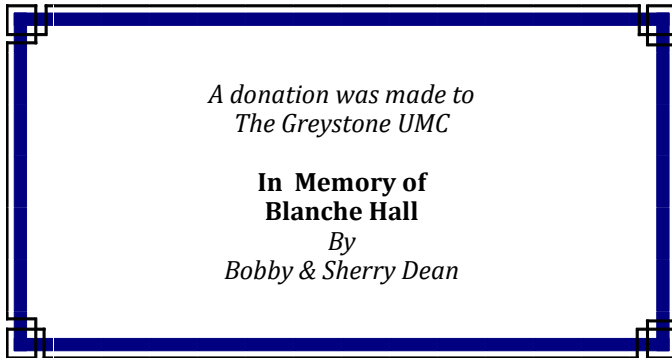 A donation was made to
The Greystone UMC
In Memory of
Blanche Hall
By
Bobby & Sherry Dean